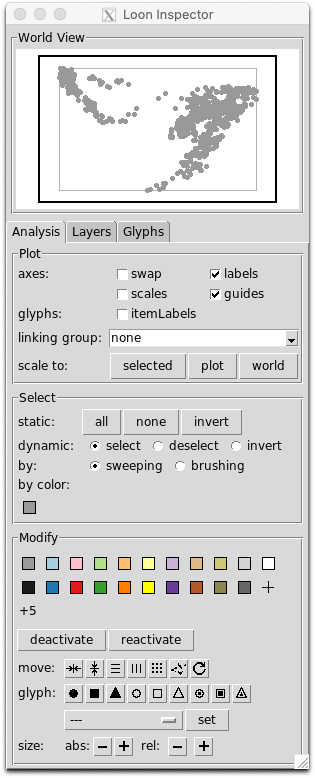 Loon Inspector
World View
Analysis Layers Glyphs
Plot
axes: swap labels
scales guides
glyphs: itemLabels
linking group: none
scale to: selected plot world
Select
static: all none invert
dynamic: select deselect invert
by: sweeping brushing
by color:
Modify
+5
deactivate reactivate
move:
glyph:
--- set
size: abs: − + rel: − +